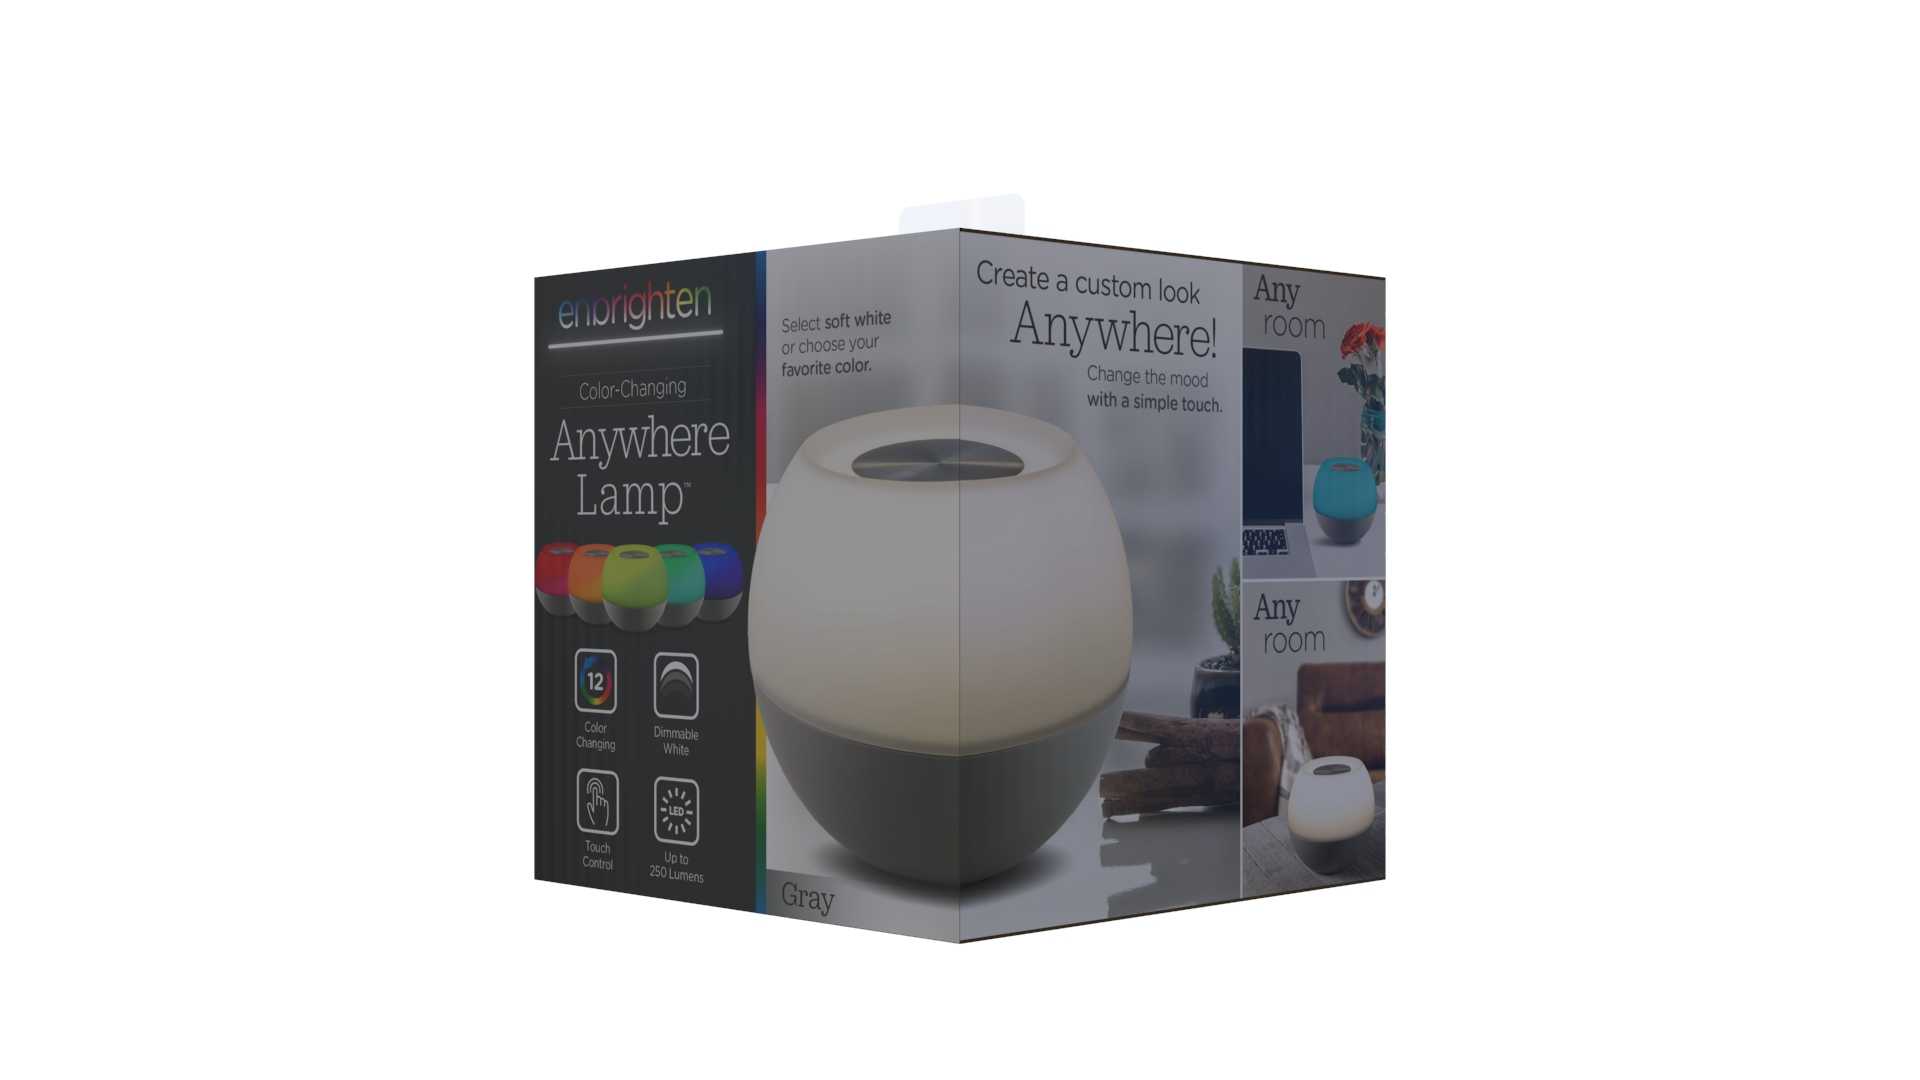 enbrighten
Color-Changing
Anywhere
Lamp™
12
Color
Changing
Dimmable
White
Touch
Control
LED
Up to
250 Lumens
Select soft white
or choose your
favorite color.
Gray
Create a custom look
Anywhere!
Change the mood
with a simple touch.
Any
room
Any
room